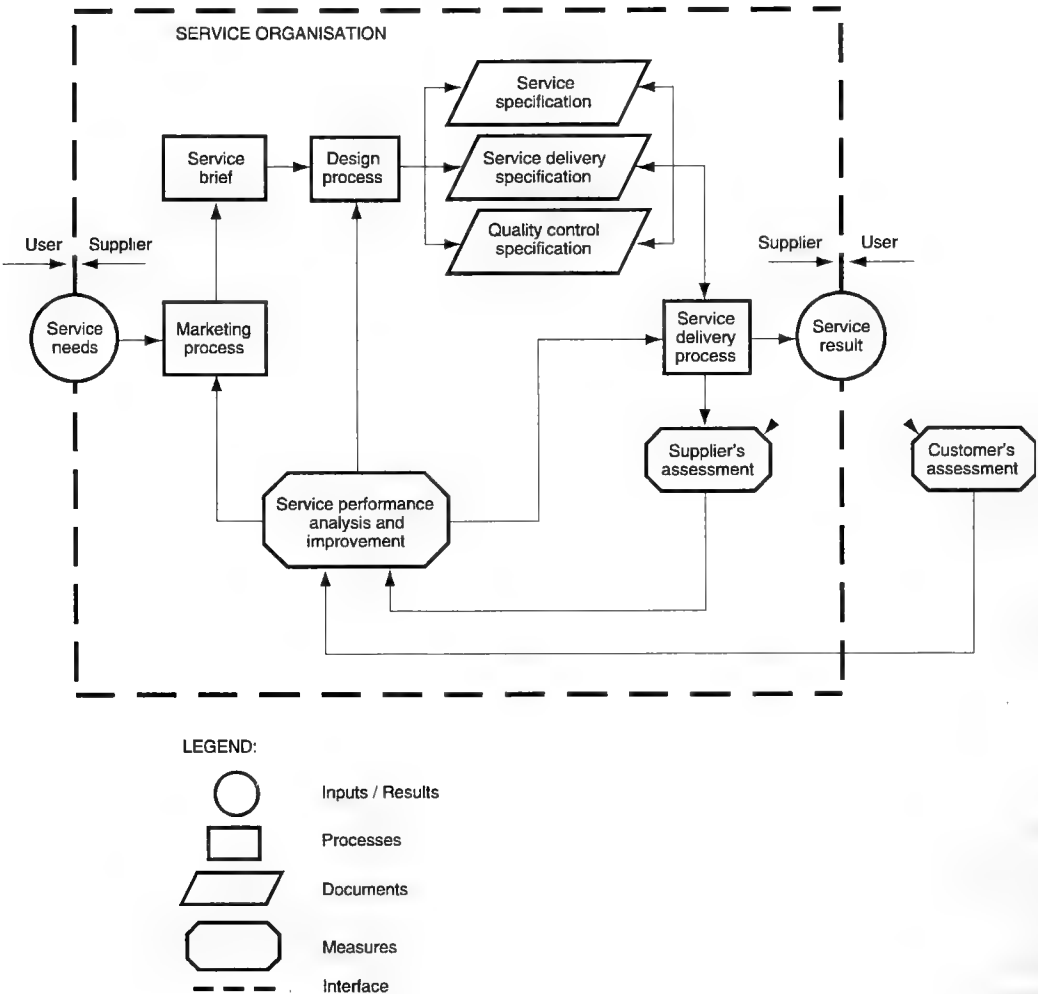 SERVICE ORGANISATION
Service
specification
Service
brief
Design
process
Service delivery
specification
Quality control
specification
User
Supplier
Supplier
User
Service
needs
Marketing
process
Service
delivery
process
Service
result
Supplier's
assessment
Customer's
assessment
Service performance
analysis and
improvement
LEGEND:
Inputs / Results
Processes
Documents
Measures
Interface